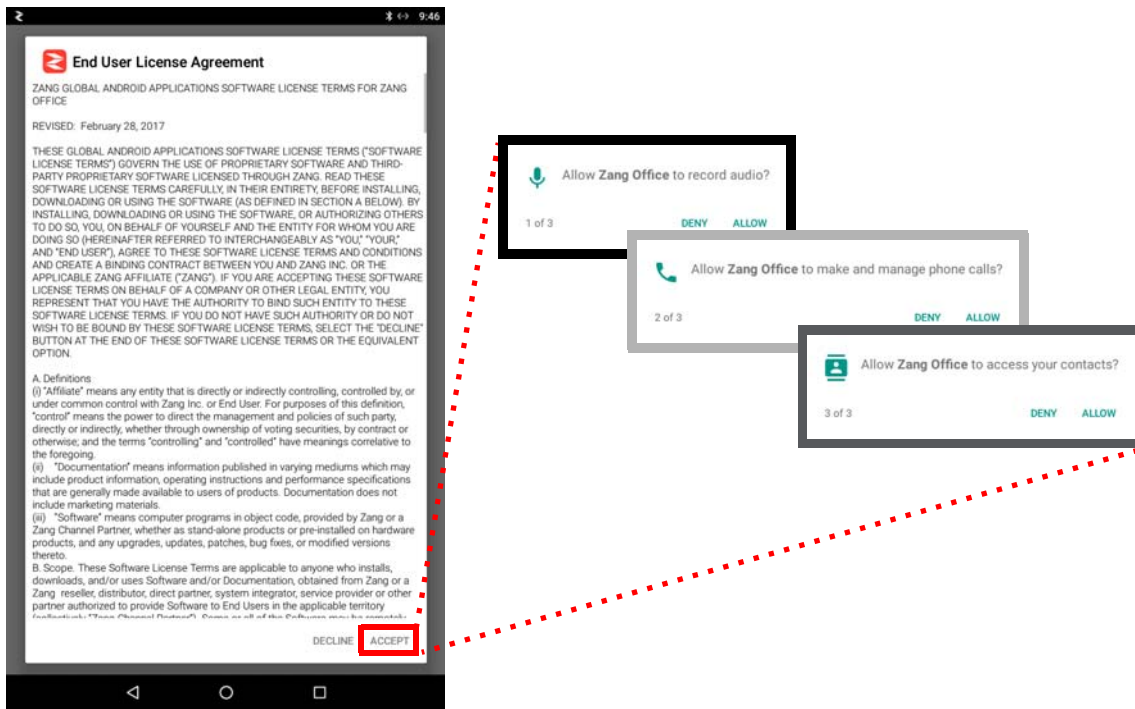 9:46
End User License Agreement
ZANG GLOBAL ANDROID APPLICATIONS SOFTWARE LICENSE TERMS FOR ZANG
OFFICE
REVISED: February 28, 2017
THESE GLOBAL ANDROID APPLICATIONS SOFTWARE LICENSE TERMS ("SOFTWARE
LICENSE TERMS") GOVERN THE USE OF PROPRIETARY SOFTWARE AND THIRD-
PARTY PROPRIETARY SOFTWARE LICENSED THROUGH ZANG. READ THESE
SOFTWARE LICENSE TERMS CAREFULLY, IN THEIR ENTIRETY, BEFORE INSTALLING,
DOWNLOADING OR USING THE SOFTWARE (AS DEFINED IN SECTION A BELOW). BY
INSTALLING, DOWNLOADING OR USING THE SOFTWARE, OR AUTHORIZING OTHERS
TO DO SO, YOU, ON BEHALF OF YOURSELF AND THE ENTITY FOR WHOM YOU ARE
DOING SO (HEREINAFTER REFERRED TO INTERCHANGEABLY AS "YOU," "YOUR,"
AND "END USER"), AGREE TO THESE SOFTWARE LICENSE TERMS AND CONDITIONS
AND CREATE A BINDING CONTRACT BETWEEN YOU AND ZANG INC. OR THE
APPLICABLE ZANG AFFILIATE ("ZANG"). IF YOU ARE ACCEPTING THESE SOFTWARE
LICENSE TERMS ON BEHALF OF A COMPANY OR OTHER LEGAL ENTITY, YOU
REPRESENT THAT YOU HAVE THE AUTHORITY TO BIND SUCH ENTITY TO THESE
SOFTWARE LICENSE TERMS. IF YOU DO NOT HAVE SUCH AUTHORITY OR DO NOT
WISH TO BE BOUND BY THESE SOFTWARE LICENSE TERMS, SELECT THE "DECLINE"
BUTTON AT THE END OF THESE SOFTWARE LICENSE TERMS OR THE EQUIVALENT
OPTION.
A. Definitions
(i) "Affiliate" means any entity that is directly or indirectly controlling, controlled by, or
under common control with Zang Inc. or End User. For purposes of this definition,
"control" means the power to direct the management and policies of such party,
directly or indirectly, whether through ownership of voting securities, by contract or
otherwise; and the terms "controlling" and "controlled" have meanings correlative to
the foregoing.
(ii) "Documentation" means information published in varying mediums which may
include product information, operating instructions and performance specifications
that are generally made available to users of products. Documentation does not
include marketing materials.
(iii) "Software" means computer programs in object code, provided by Zang or a
Zang Channel Partner, whether as stand-alone products or pre-installed on hardware
products, and any upgrades, updates, patches, bug fixes, or modified versions
thereto.
B. Scope. These Software License Terms are applicable to anyone who installs,
downloads, and/or uses Software and/or Documentation, obtained from Zang or a
Zang reseller, distributor, direct partner, system integrator, service provider or other
partner authorized to provide Software to End Users in the applicable territory
(collectively "Zang Channel Partner"). Some or all of the Software may be remotely
DECLINE ACCEPT
Allow Zang Office to record audio?
1 of 3 DENY ALLOW
Allow Zang Office to make and manage phone calls?
2 of 3 DENY ALLOW
Allow Zang Office to access your contacts?
3 of 3 DENY ALLOW